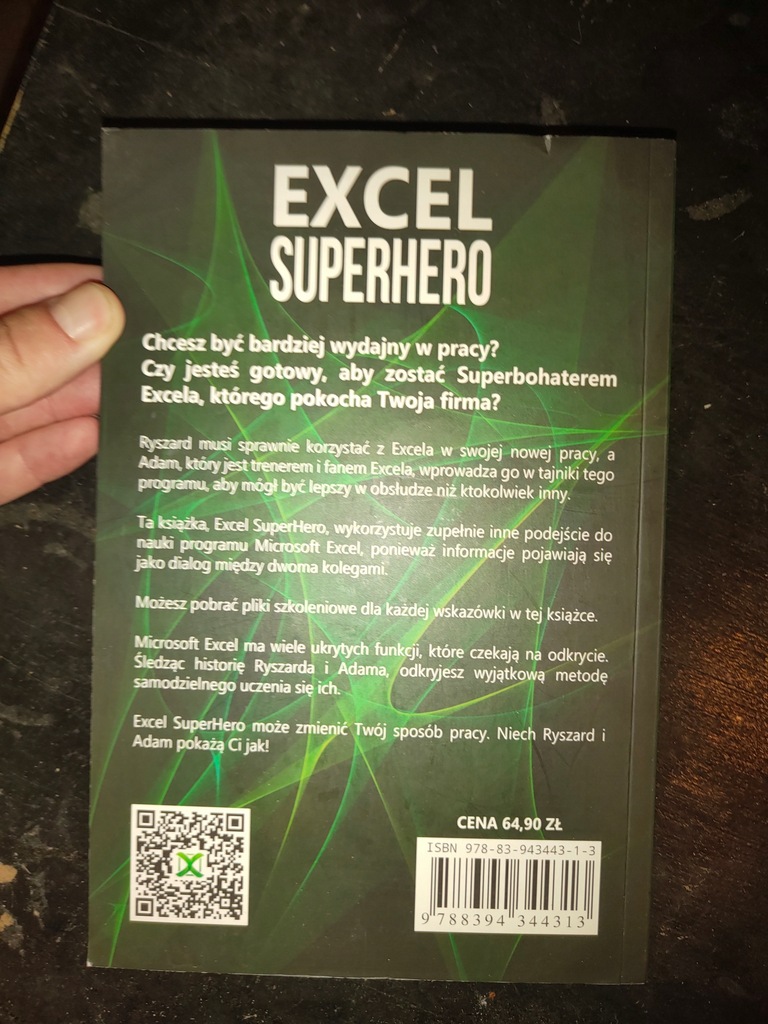 EXCEL
SUPERHERO
Chcesz być bardziej wydajny w pracy?
Czy jesteś gotowy, aby zostać Superbohaterem
Excela, którego pokocha Twoja firma?
Ryszard musi sprawnie korzystać z Excela w swojej nowej pracy, a
Adam, który jest trenerem i fanem Excela, wprowadza go w tajniki tego
programu, aby mógł być lepszy w obsłudze niż ktokolwiek inny.
Ta książka, Excel SuperHero, wykorzystuje zupełnie inne podejście do
nauki programu Microsoft Excel, ponieważ informacje pojawiają się
jako dialog między dwoma kolegami.
Możesz pobrać pliki szkoleniowe dla każdej wskazówki w tej książce.
Microsoft Excel ma wiele ukrytych funkcji, które czekają na odkrycie.
Śledząc historię Ryszarda i Adama, odkryjesz wyjątkową metodę
samodzielnego uczenia się ich.
Excel SuperHero może zmienić Twój sposób pracy. Niech Ryszard i
Adam pokażą Ci jak!
CENA 64,90 ZŁ
ISBN 978-83-943443-1-3
9 788394 344313